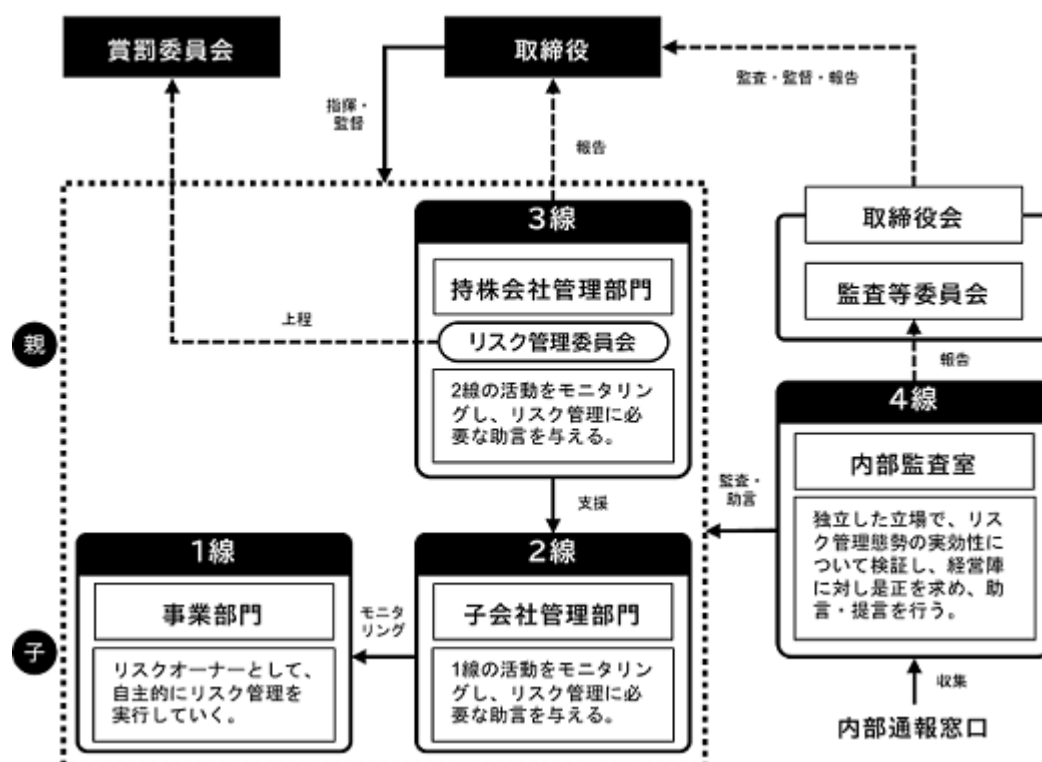 賞罰委員会
取締役
監査・監督・報告
指揮・
監督
報告
3線
持株会社管理部門
リスク管理委員会
2線の活動をモニタリン
グし、リスク管理に必
要な助言を与える。
上程
親
取締役会
監査等委員会
報告
4線
内部監査室
独立した立場で、リス
ク管理態勢の実効性に
ついて検証し、経営陣
に対し是正を求め、助
言・提言を行う。
監査・
助言
支援
1線
事業部門
リスクオーナーとして、
自主的にリスク管理を
実行していく。
モニタ
リング
2線
子会社管理部門
1線の活動をモニタリン
グし、リスク管理に必
要な助言を与える。
子
収集
内部通報窓口